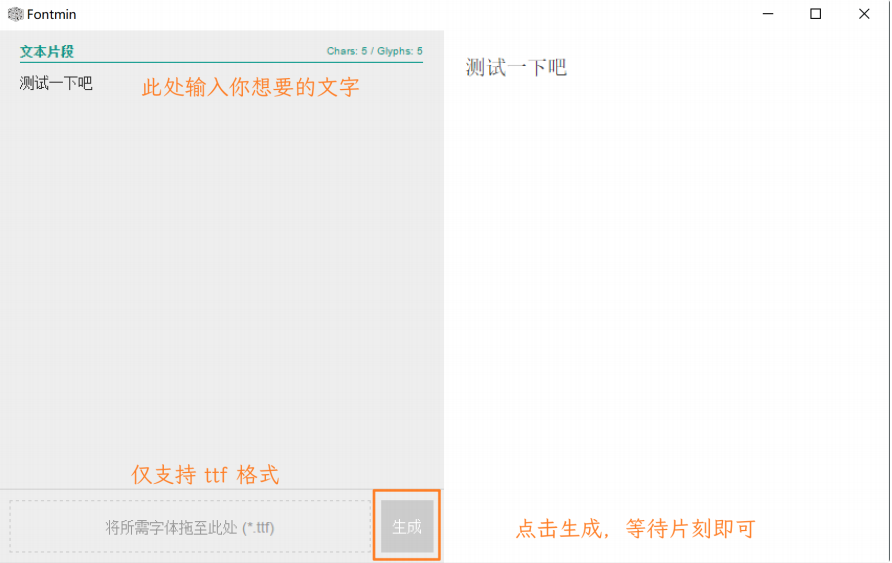 Fontmin
文本片段 Chars: 5 / Glyphs: 5
测试一下吧
此处输入你想要的文字
测试一下吧
仅支持 ttf 格式
将所需字体拖至此处 (*.ttf)
生成
点击生成，等待片刻即可